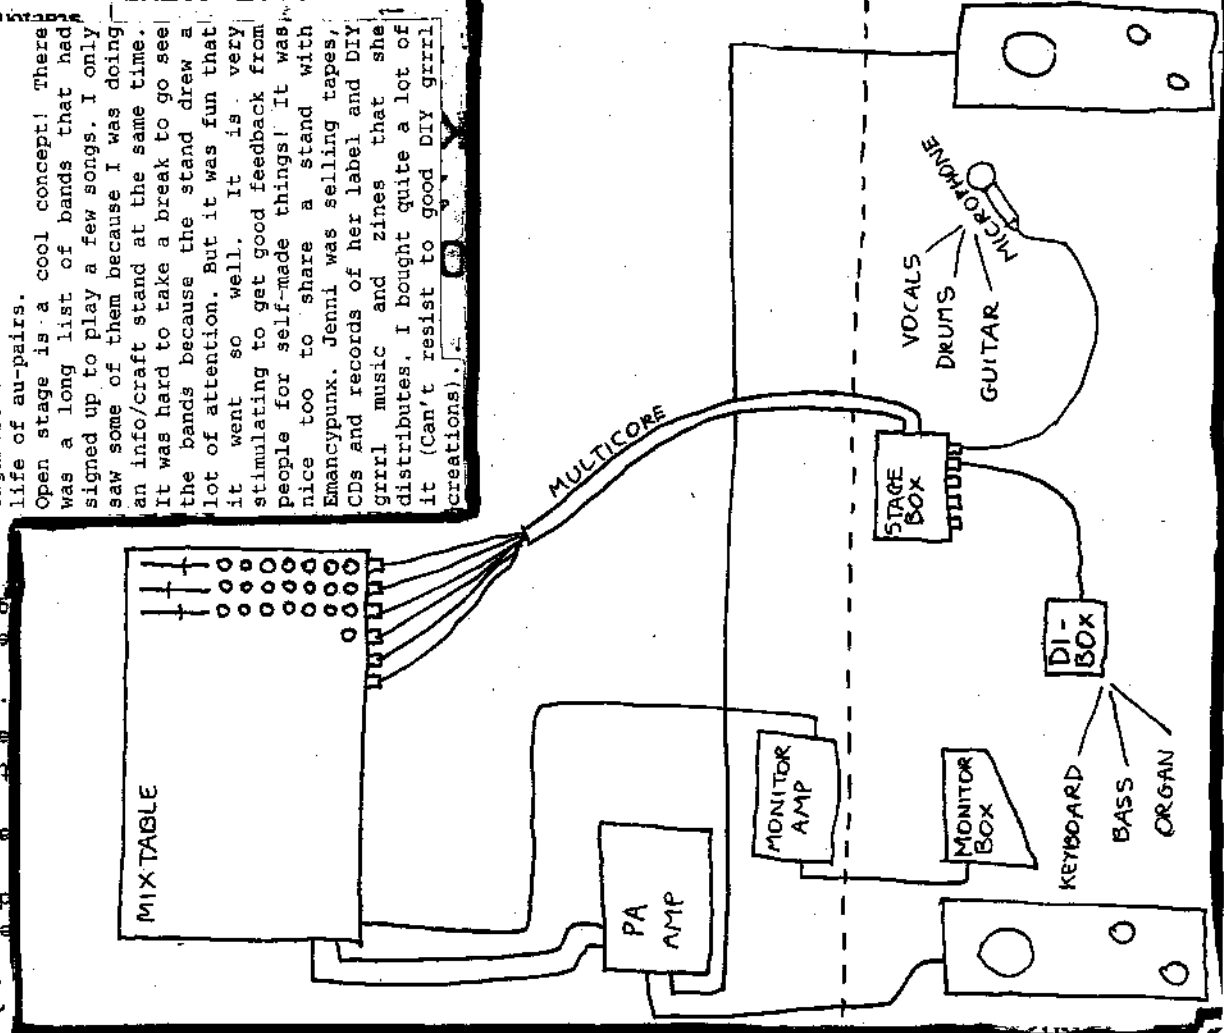 life of au-pairs.
Open stage is a cool concept! There
was a long list of bands that had
signed up to play a few songs. I only
saw some of them because I was doing
an info/craft stand at the same time.
It was hard to take a break to go see
the bands because the stand drew a
lot of attention. But it was fun that
it went so well. It is very
stimulating to get good feedback from
people for self-made things! It was
nice too to share a stand with
Emancypunx. Jenni was selling tapes,
CDs and records of her label and DIY
grrrl music and zines that she
distributes. I bought quite a lot of
it (Can't resist to good DIY grrrl
creations).
MICROPHONE
VOCALS
DRUMS
GUITAR
MULTICORE
STAGE
BOX
DI-
BOX
MIXTABLE
MONITOR
AMP
MONITOR
BOX
KEYBOARD
BASS
ORGAN
PA
AMP